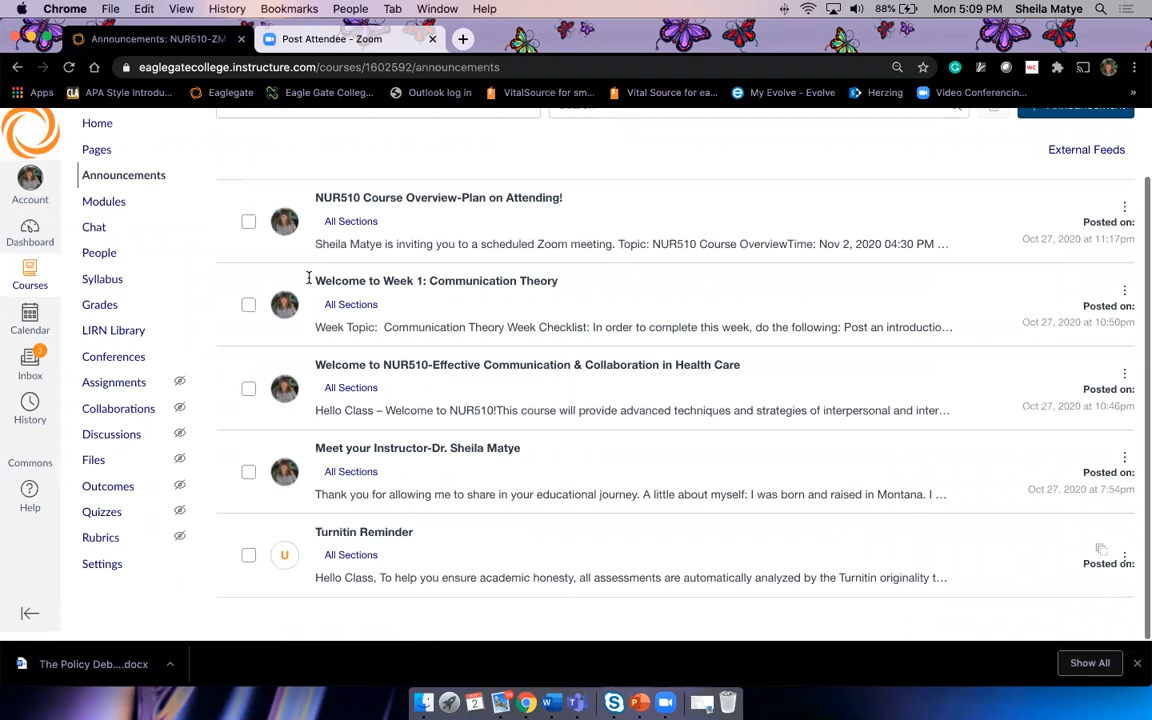 Chrome File Edit View History Bookmarks People Tab Window Help 88% Mon 5:09 PM Sheila Matye
Announcements: NUR510-ZM Post Attendee - Zoom
eaglegatecollege.instructure.com/courses/1602592/announcements
Apps CLA APA Style Introdu... Eaglegate Eagle Gate Colleg... Outlook log in VitalSource for sm... Vital Source for ea... My Evolve - Evolve Herzing Video Conferencin... »
Home
Pages
External Feeds
Announcements
Account
Modules
NUR510 Course Overview-Plan on Attending!
All Sections
Posted on:
Chat
Dashboard
Sheila Matye is inviting you to a scheduled Zoom meeting. Topic: NUR510 Course OverviewTime: Nov 2, 2020 04:30 PM ...
Oct 27, 2020 at 11:17pm
People
Syllabus
Welcome to Week 1: Communication Theory
Courses
Grades
All Sections
Posted on:
Calendar
LIRN Library
Week Topic: Communication Theory Week Checklist: In order to complete this week, do the following: Post an introductio...
Oct 27, 2020 at 10:50pm
2
Conferences
Inbox
Welcome to NUR510-Effective Communication & Collaboration in Health Care
Assignments
All Sections
Posted on:
Collaborations
Hello Class – Welcome to NUR510!This course will provide advanced techniques and strategies of interpersonal and inter...
Oct 27, 2020 at 10:46pm
History
Discussions
Meet your Instructor-Dr. Sheila Matye
Commons
Files
All Sections
Posted on:
Outcomes
Thank you for allowing me to share in your educational journey. A little about myself: I was born and raised in Montana. I ...
Oct 27, 2020 at 7:54pm
Help
Quizzes
Rubrics
Turnitin Reminder
U
All Sections
Posted on:
Settings
Hello Class, To help you ensure academic honesty, all assessments are automatically analyzed by the Turnitin originality t...
The Policy Deb....docx
Show All